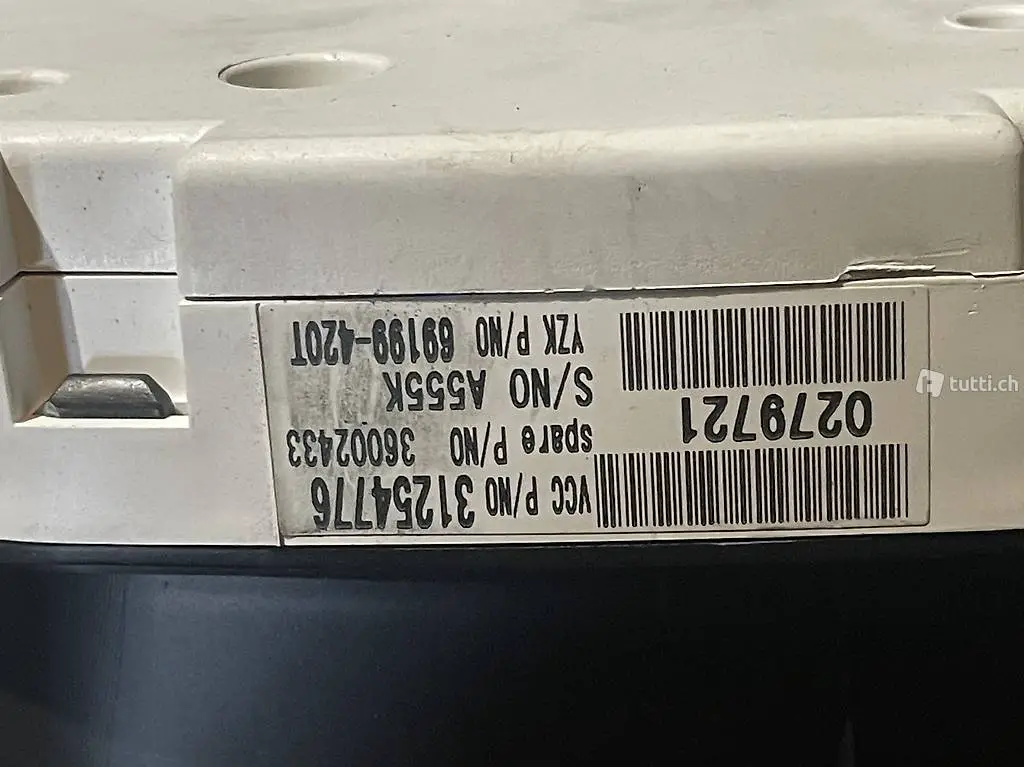 VCC P/NO 31254776
Spare P/NO 36002433
S/NO A555K
YZK P/NO 69199-420T
0279721
tutti.ch